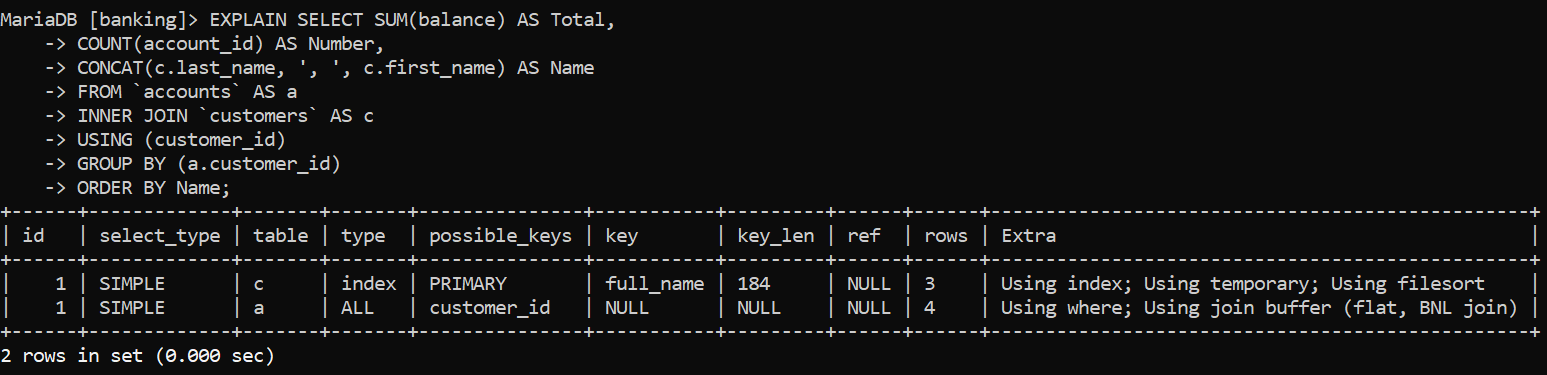 MariaDB [banking]> EXPLAIN SELECT SUM(balance) AS Total,
    -> COUNT(account_id) AS Number,
    -> CONCAT(c.last_name, ', ', c.first_name) AS Name
    -> FROM `accounts` AS a
    -> INNER JOIN `customers` AS c
    -> USING (customer_id)
    -> GROUP BY (a.customer_id)
    -> ORDER BY Name;
+------+-------------+-------+-------+---------------+-----------+---------+------+------+-------------------------------------------------+
| id   | select_type | table | type  | possible_keys | key       | key_len | ref  | rows | Extra                                           |
+------+-------------+-------+-------+---------------+-----------+---------+------+------+-------------------------------------------------+
|    1 | SIMPLE      | c     | index | PRIMARY       | full_name | 184     | NULL | 3    | Using index; Using temporary; Using filesort    |
|    1 | SIMPLE      | a     | ALL   | customer_id   | NULL      | NULL    | NULL | 4    | Using where; Using join buffer (flat, BNL join) |
+------+-------------+-------+-------+---------------+-----------+---------+------+------+-------------------------------------------------+
2 rows in set (0.000 sec)